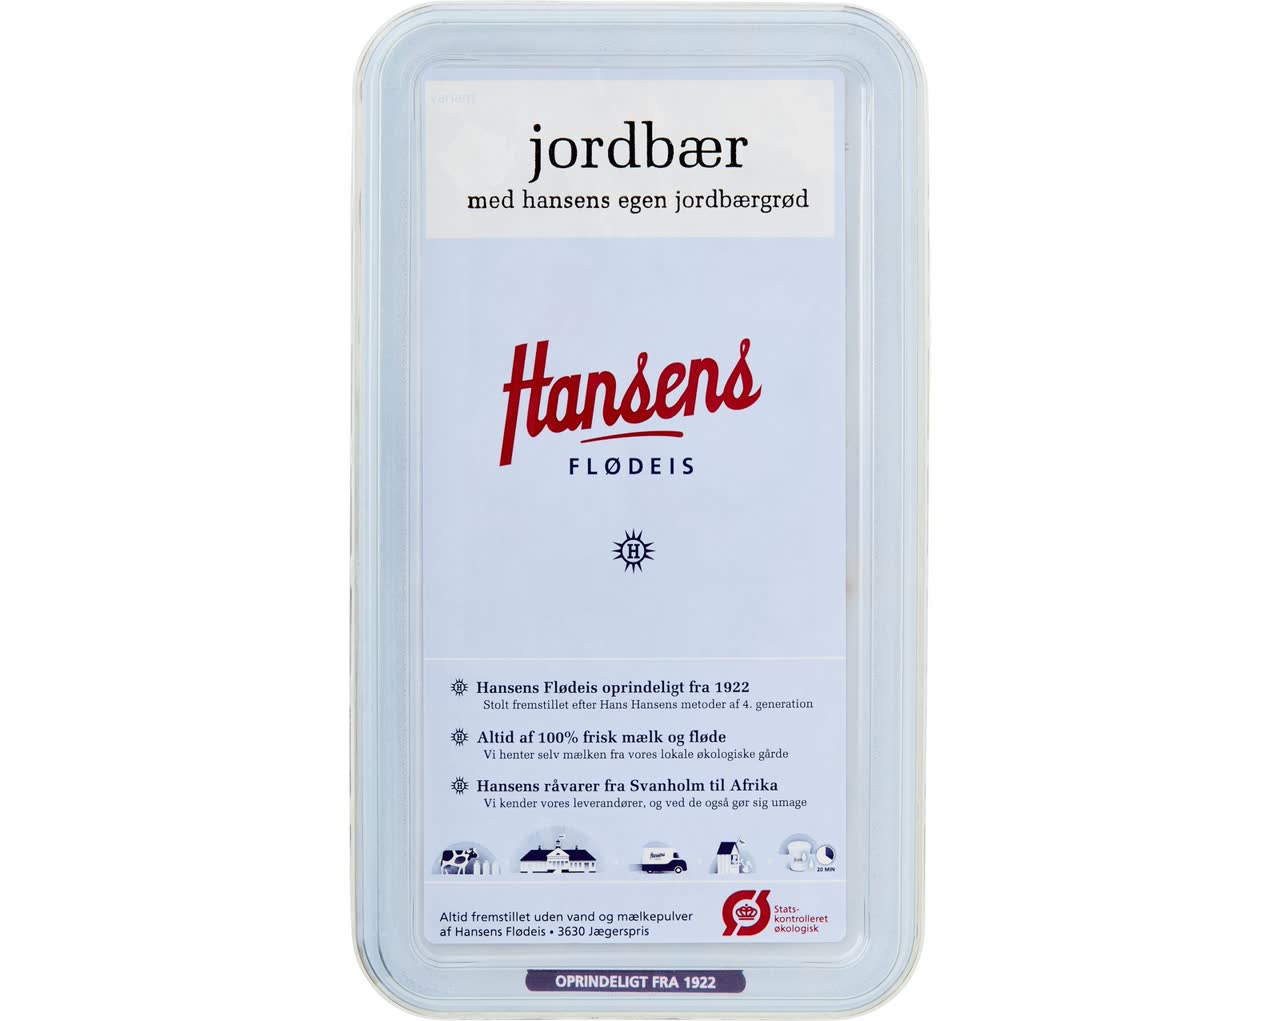 jordbær
med hansens egen jordbærgrød
Hansens
FLØDEIS
H
Hansens Flødeis oprindeligt fra 1922
Stolt fremstillet efter Hans Hansens metoder af 4. generation
Altid af 100% frisk mælk og fløde
Vi henter selv mælken fra vores lokale økologiske gårde
Hansens råvarer fra Svanholm til Afrika
Vi kender vores leverandører, og ved de også gør sig umage
Hansens
20 MIN
Altid fremstillet uden vand og mælkepulver
af Hansens Flødeis • 3630 Jægerspris
Ø
Stats-
kontrolleret
økologisk
OPRINDELIGT FRA 1922